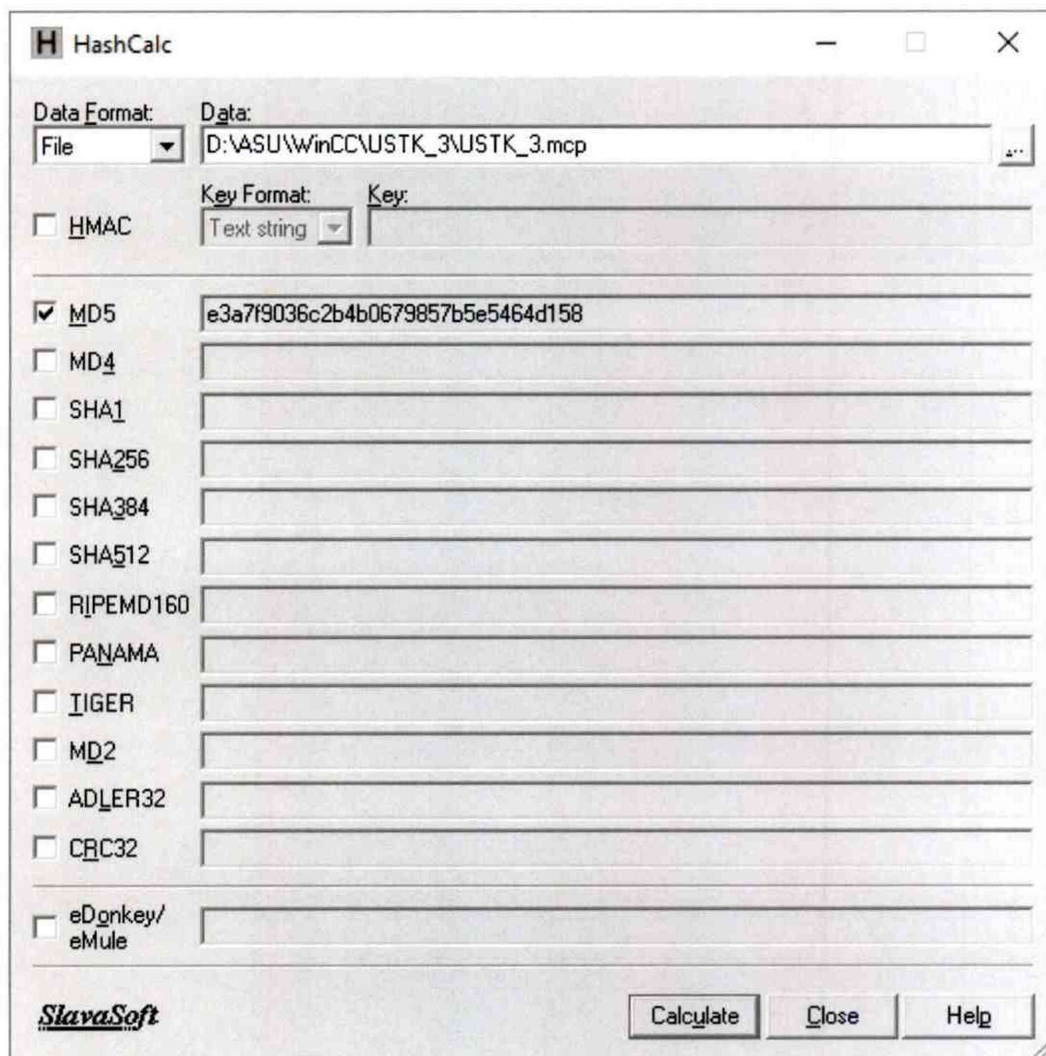 H HashCalc
Data Format: Data:
File D:\ASU\WinCC\USTK_3\USTK_3.mcp ...
Key Format: Key:
HMAC Text string
MD5 e3a7f9036c2b4b0679857b5e5464d158
MD4
SHA1
SHA256
SHA384
SHA512
RIPEMD160
PANAMA
TIGER
MD2
ADLER32
CRC32
eDonkey/
eMule
SlavaSoft Calculate Close Help